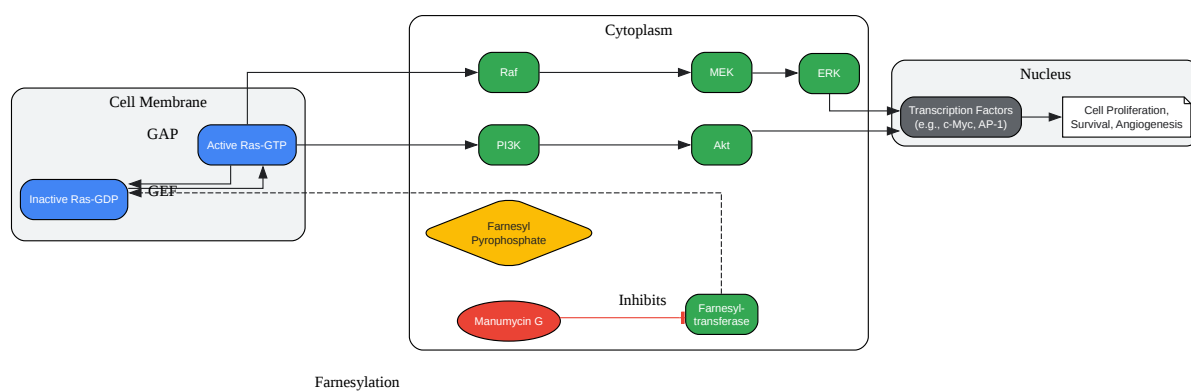 Cytoplasm
Raf
MEK
ERK
Nucleus
Transcription Factors
(e.g., c-Myc, AP-1)
Cell Proliferation,
Survival, Angiogenesis
Cell Membrane
GAP
Active Ras-GTP
PI3K
Akt
GEF
Inactive Ras-GDP
Farnesyl
Pyrophosphate
Inhibits
Manumycin G
Farnesyl-
transferase
Farnesylation